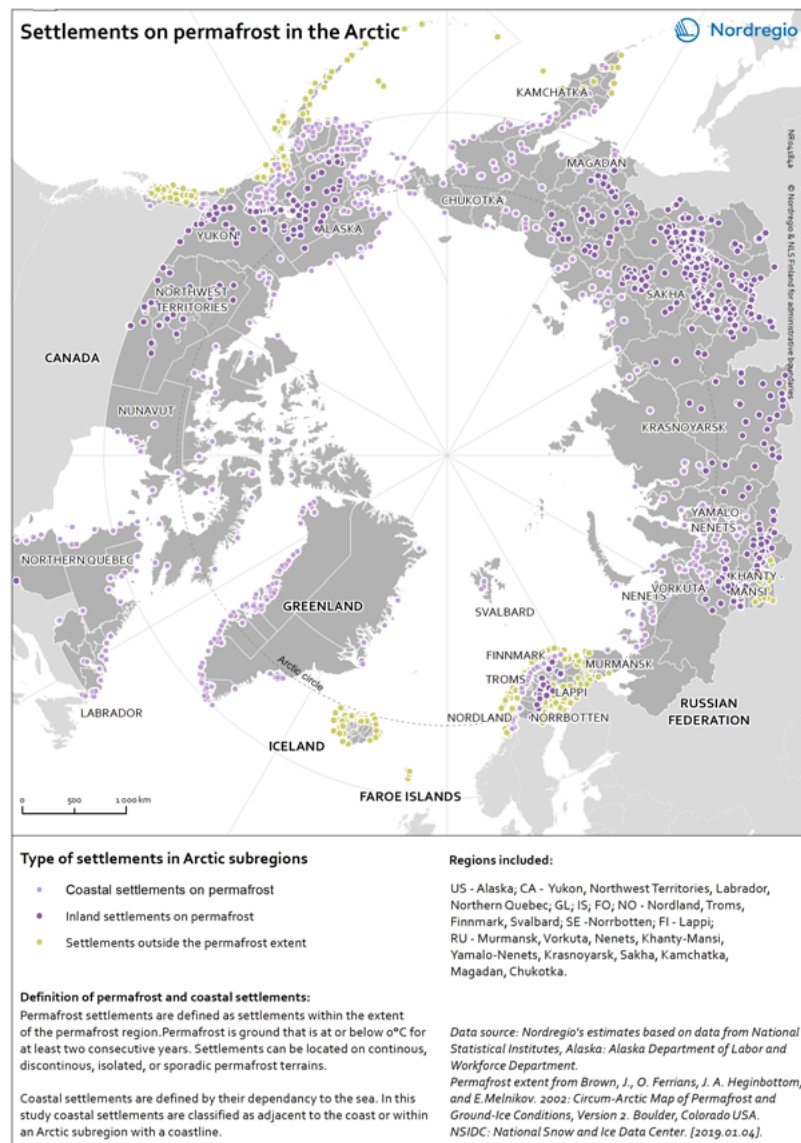 Settlements on permafrost in the Arctic
Nordregio
KAMCHATKA
MAGADAN
CHUKOTKA
ALASKA
YUKON
SAKHA
NORTHWEST
TERRITORIES
CANADA
NUNAVUT
KRASNOYARSK
YAMALO-
NENETS
NORTHERN QUEBEC
KHANTY -
MANSI
VORKUTA
NENETS
GREENLAND
SVALBARD
FINNMARK
MURMANSK
TROMS
LAPPI
Arctic circle
RUSSIAN
FEDERATION
LABRADOR
NORDLAND
NORRBOTTEN
ICELAND
FAROE ISLANDS
0 500 1 000 km
NR04184a © Nordregio & NLS Finland for administrative boundaries
Type of settlements in Arctic subregions
Coastal settlements on permafrost
Inland settlements on permafrost
Settlements outside the permafrost extent
Definition of permafrost and coastal settlements:
Permafrost settlements are defined as settlements within the extent
of the permafrost region.Permafrost is ground that is at or below 0°C for
at least two consecutive years. Settlements can be located on continous,
discontinous, isolated, or sporadic permafrost terrains.
Coastal settlements are defined by their dependancy to the sea. In this
study coastal settlements are classified as adjacent to the coast or within
an Arctic subregion with a coastline.
Regions included:
US - Alaska; CA - Yukon, Northwest Territories, Labrador,
Northern Quebec; GL; IS; FO; NO - Nordland, Troms,
Finnmark, Svalbard; SE -Norrbotten; FI - Lappi;
RU - Murmansk, Vorkuta, Nenets, Khanty-Mansi,
Yamalo-Nenets, Krasnoyarsk, Sakha, Kamchatka,
Magadan, Chukotka.
Data source: Nordregio's estimates based on data from National
Statistical Institutes, Alaska: Alaska Department of Labor and
Workforce Department.
Permafrost extent from Brown, J., O. Ferrians, J. A. Heginbottom,
and E.Melnikov. 2002: Circum-Arctic Map of Permafrost and
Ground-Ice Conditions, Version 2. Boulder, Colorado USA.
NSIDC: National Snow and Ice Data Center. [2019.01.04].